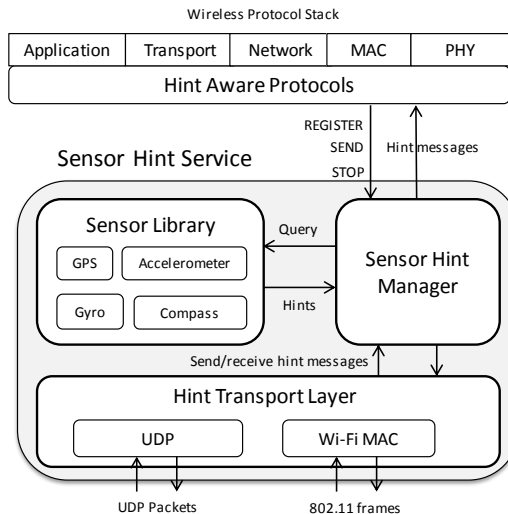 Wireless Protocol Stack
Application Transport Network MAC PHY
Hint Aware Protocols
REGISTER
SEND
STOP
Hint messages
Sensor Hint Service
Sensor Library
GPS Accelerometer
Gyro Compass
Query
Hints
Sensor Hint
Manager
Send/receive hint messages
Hint Transport Layer
UDP Wi-Fi MAC
UDP Packets 802.11 frames